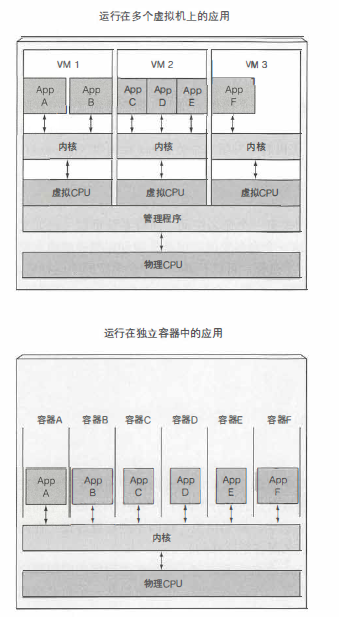 运行在多个虚拟机上的应用
VM 1 VM 2 VM 3
App A App B App C App D App E App F
内核 内核 内核
虚拟CPU 虚拟CPU 虚拟CPU
管理程序
物理CPU
运行在独立容器中的应用
容器A 容器B 容器C 容器D 容器E 容器F
App A App B App C App D App E App F
内核
物理CPU